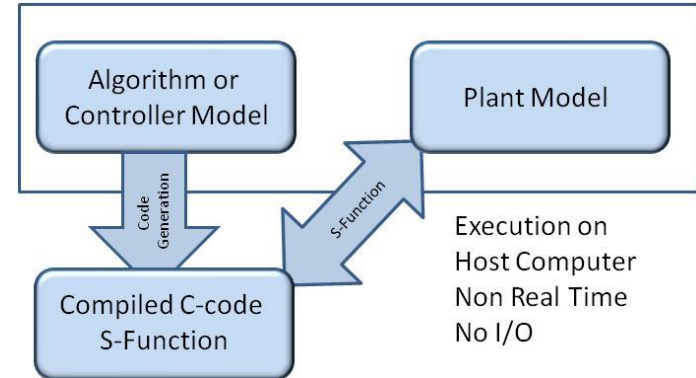 Algorithm or
Controller Model
Plant Model
Code
Generation
S-Function
Execution on
Host Computer
Non Real Time
No I/O
Compiled C-code
S-Function